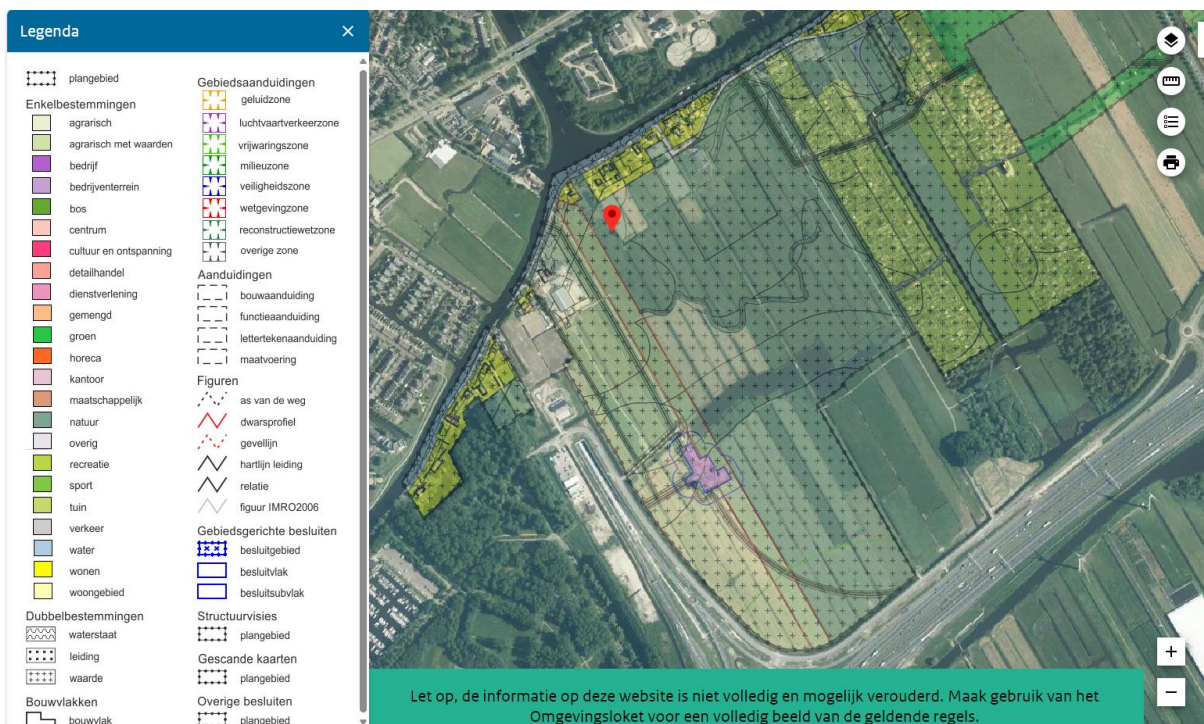 Legenda
plangebied
Enkelbestemmingen
agrarisch
agrarisch met waarden
bedrijf
bedrijventerrein
bos
centrum
cultuur en ontspanning
detailhandel
dienstverlening
gemengd
groen
horeca
kantoor
maatschappelijk
natuur
overig
recreatie
sport
tuin
verkeer
water
wonen
woongebied
Dubbelbestemmingen
waterstaat
leiding
waarde
Bouwvlakken
bouwvlak
Gebiedsaanduidingen
geluidzone
luchtvaartverkeerzone
vrijwaringszone
milieuzone
veiligheidszone
wetgevingzone
reconstructiewetzone
overige zone
Aanduidingen
bouwaanduiding
functieaanduiding
lettertekenaanduiding
maatvoering
Figuren
as van de weg
dwarsprofiel
gevellijn
hartlijn leiding
relatie
figuur IMRO2006
Gebiedsgerichte besluiten
besluitgebied
besluitvlak
besluitsubvlak
Structuurvisies
plangebied
Gescande kaarten
plangebied
Overige besluiten
plangebied
Let op, de informatie op deze website is niet volledig en mogelijk verouderd. Maak gebruik van het
Omgevingsloket voor een volledig beeld van de geldende regels.